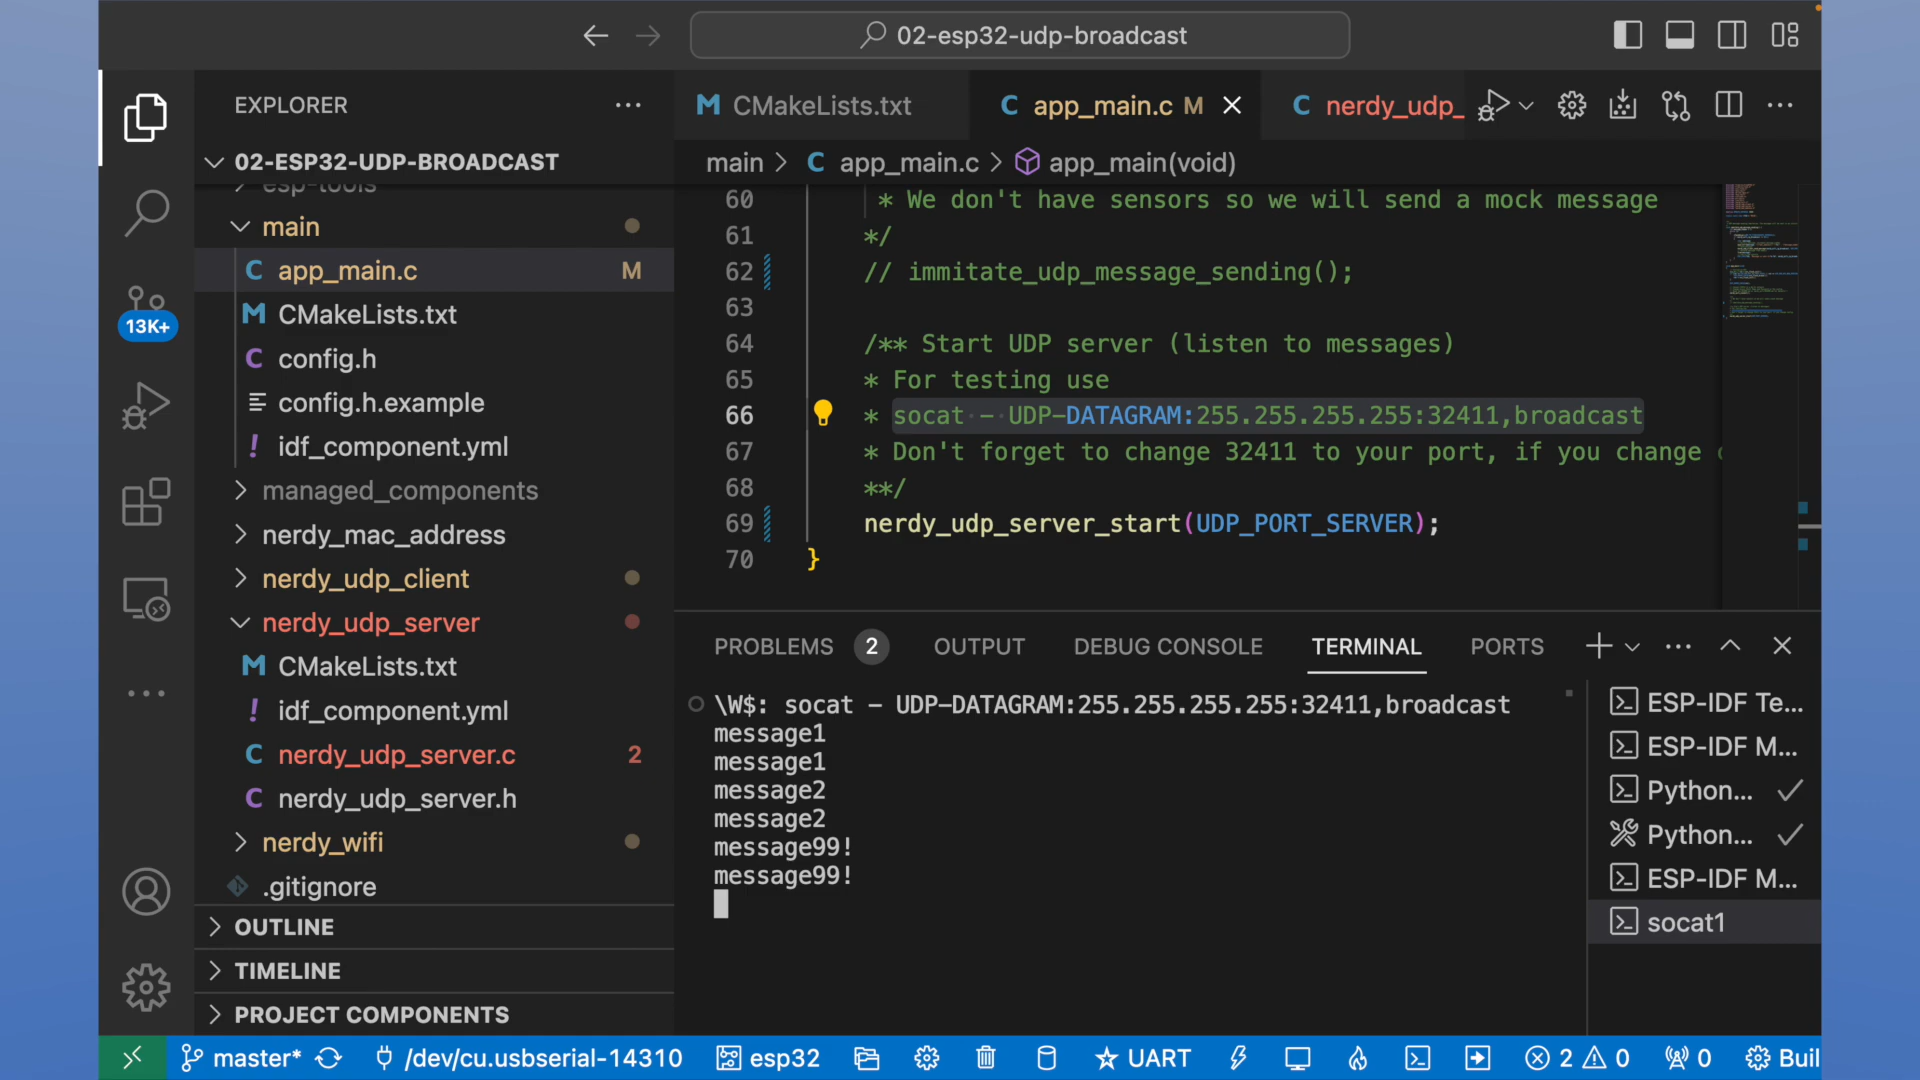 02-esp32-udp-broadcast
EXPLORER
02-ESP32-UDP-BROADCAST
esp-tools
main
app_main.c M
CMakeLists.txt
config.h
config.h.example
idf_component.yml
managed_components
nerdy_mac_address
nerdy_udp_client
nerdy_udp_server
CMakeLists.txt
idf_component.yml
nerdy_udp_server.c 2
nerdy_udp_server.h
nerdy_wifi
.gitignore
OUTLINE
TIMELINE
PROJECT COMPONENTS
13K+
CMakeLists.txt
app_main.c M
nerdy_udp_
main > app_main.c > app_main(void)
60 * We don't have sensors so we will send a mock message
61 */
62 // immitate_udp_message_sending();
63
64 /** Start UDP server (listen to messages)
65 * For testing use
66 * socat - UDP-DATAGRAM:255.255.255.255:32411,broadcast
67 * Don't forget to change 32411 to your port, if you change
68 **/
69 nerdy_udp_server_start(UDP_PORT_SERVER);
70 }
PROBLEMS 2 OUTPUT DEBUG CONSOLE TERMINAL PORTS
\W$: socat - UDP-DATAGRAM:255.255.255.255:32411,broadcast
message1
message1
message2
message2
message99!
message99!
ESP-IDF Te...
ESP-IDF M...
Python...
Python...
ESP-IDF M...
socat1
master* /dev/cu.usbserial-14310 esp32 UART 2 0 0 Buil